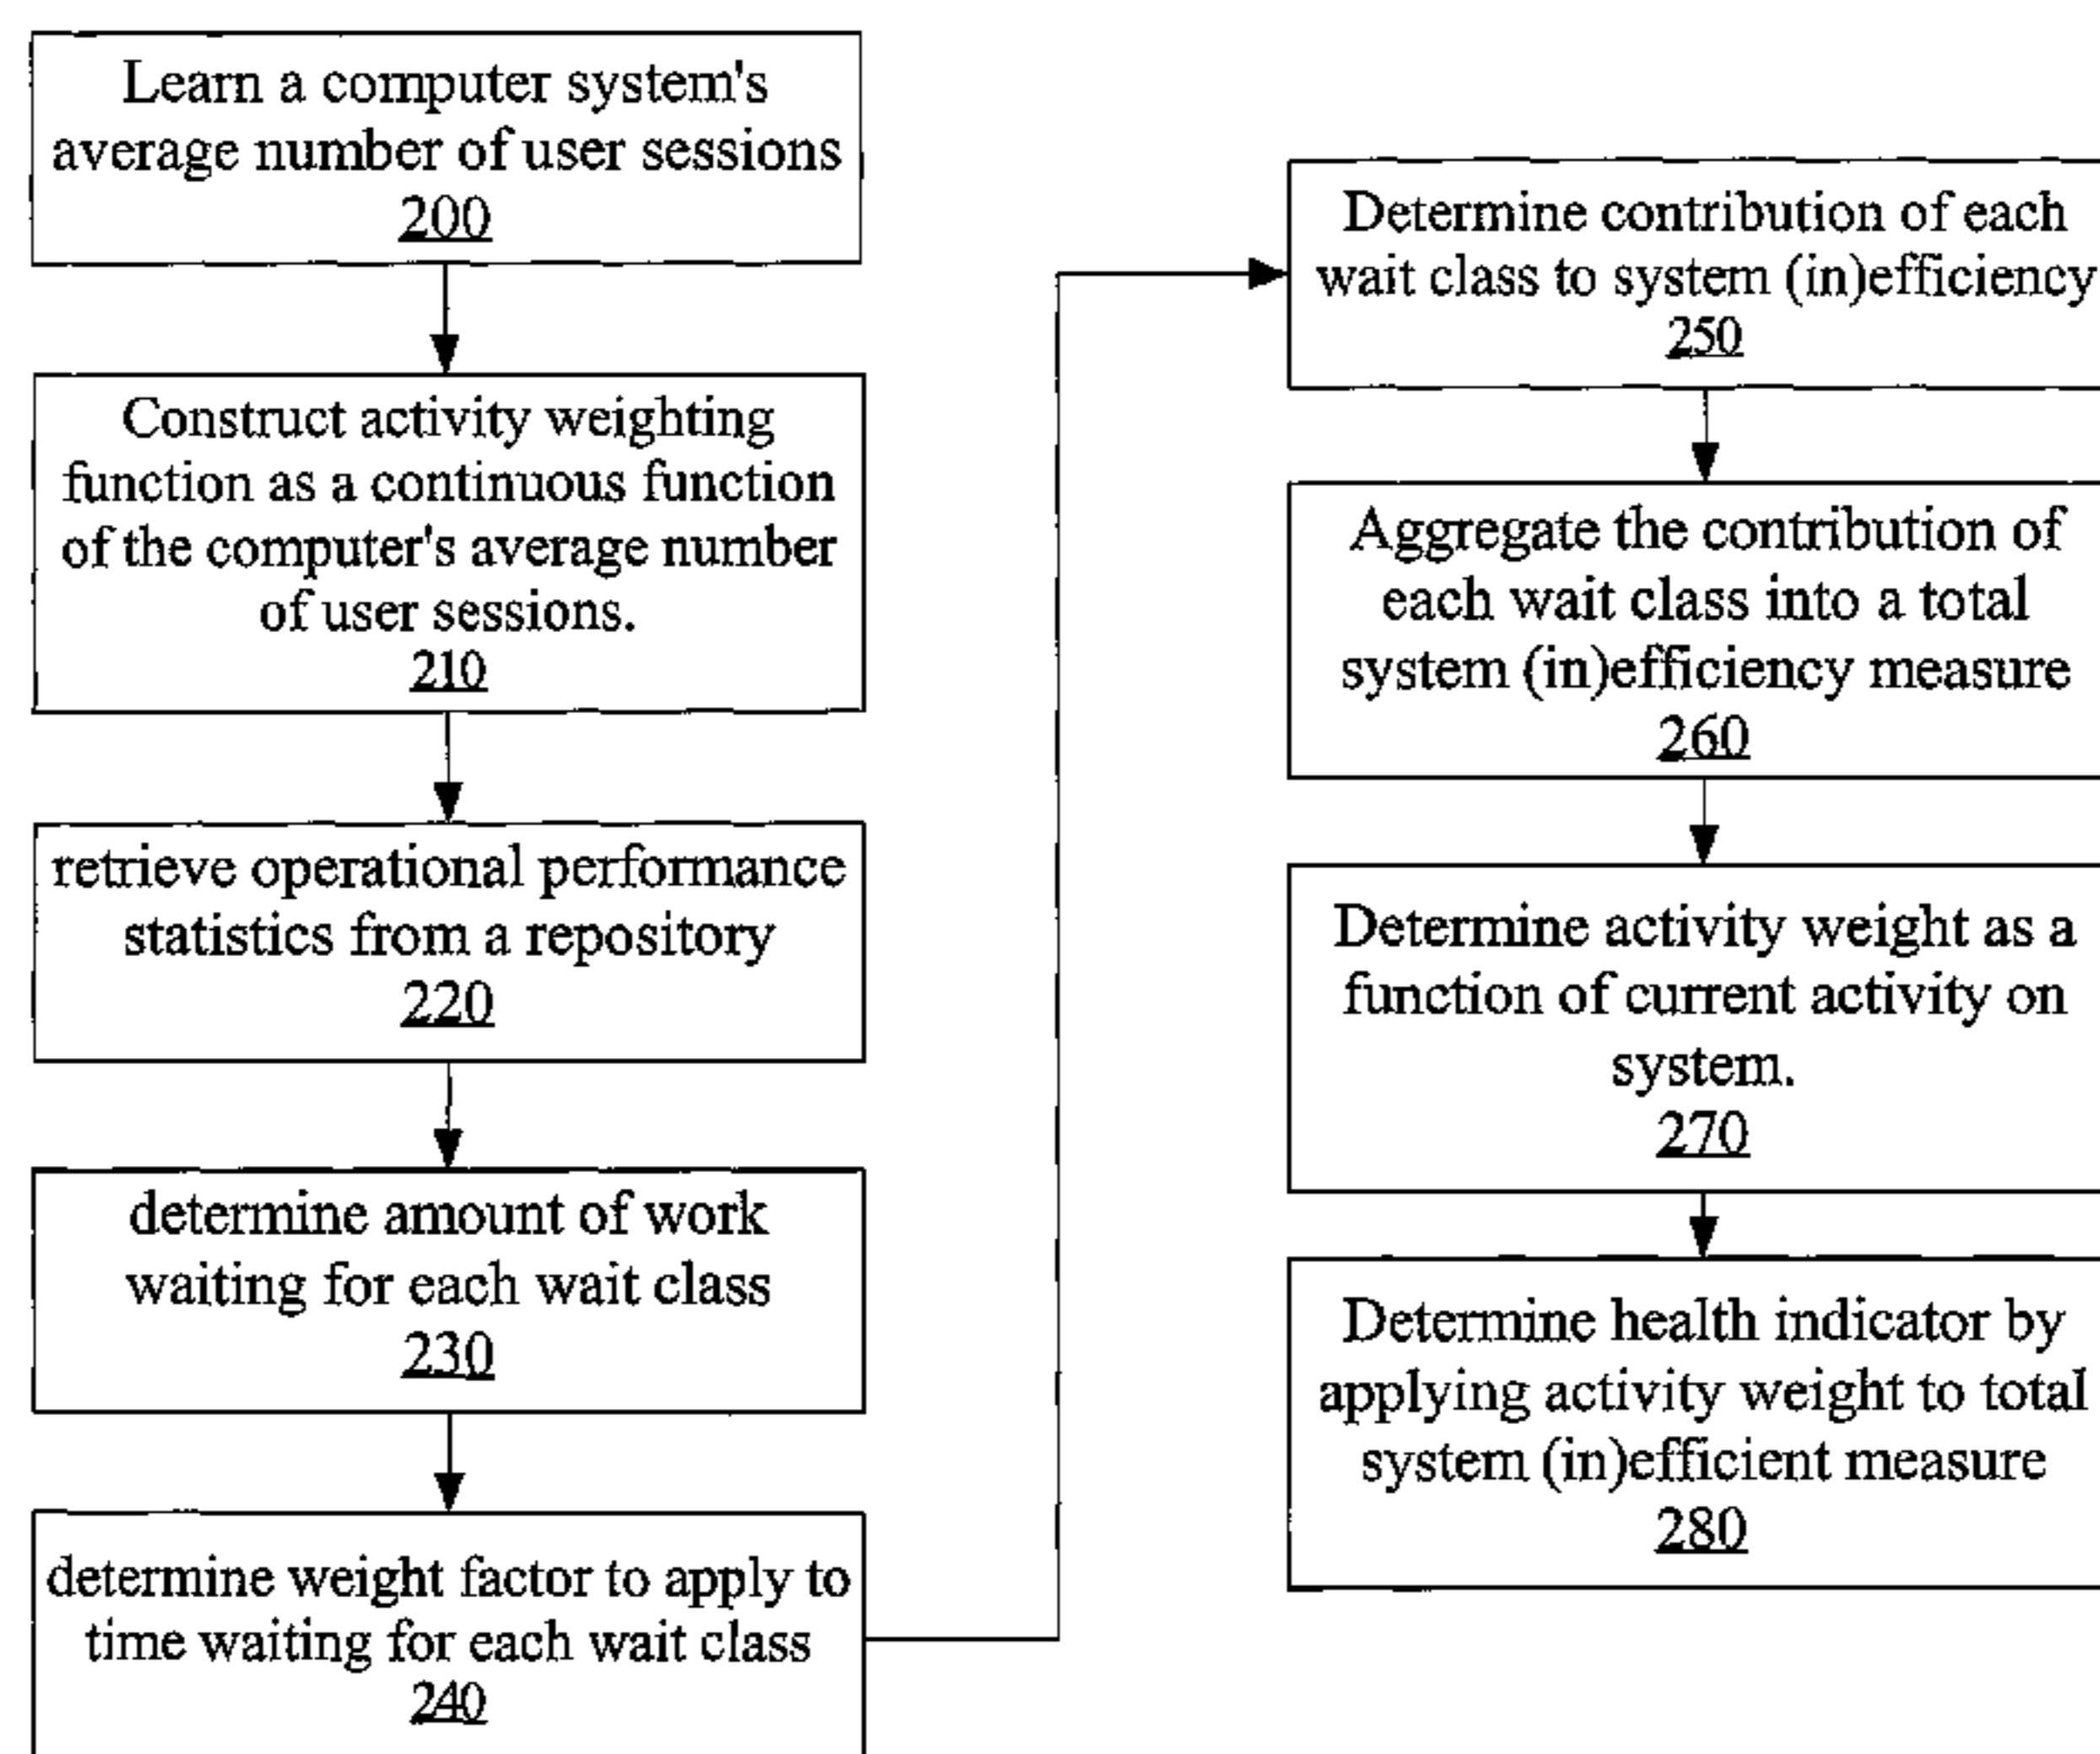 Learn a computer system's
average number of user sessions
200
Construct activity weighting
function as a continuous function
of the computer's average number
of user sessions.
210
retrieve operational performance
statistics from a repository
220
determine amount of work
waiting for each wait class
230
determine weight factor to apply to
time waiting for each wait class
240
Determine contribution of each
wait class to system (in)efficiency
250
Aggregate the contribution of
each wait class into a total
system (in)efficiency measure
260
Determine activity weight as a
function of current activity on
system.
270
Determine health indicator by
applying activity weight to total
system (in)efficient measure
280